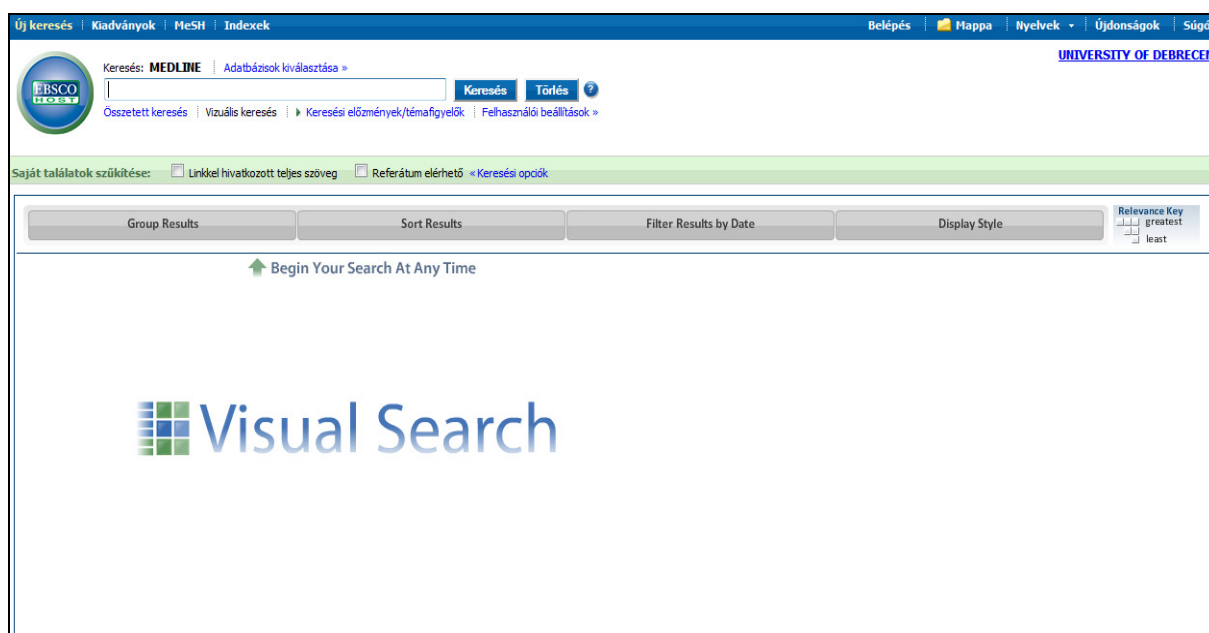 Új keresés Kiadványok MeSH Indexek Belépés Mappa Nyelvek Újdonságok Súgó
UNIVERSITY OF DEBRECEN
Keresés: MEDLINE Adatbázisok kiválasztása »
EBSCO HOST
Keresés Törlés ?
Összetett keresés Vizuális keresés Keresési előzmények/témafigyelők Felhasználói beállítások »
Saját találatok szűkítése: Linkkel hivatkozott teljes szöveg Referátum elérhető « Keresési opciók
Group Results Sort Results Filter Results by Date Display Style
Relevance Key
greatest
least
Begin Your Search At Any Time
Visual Search